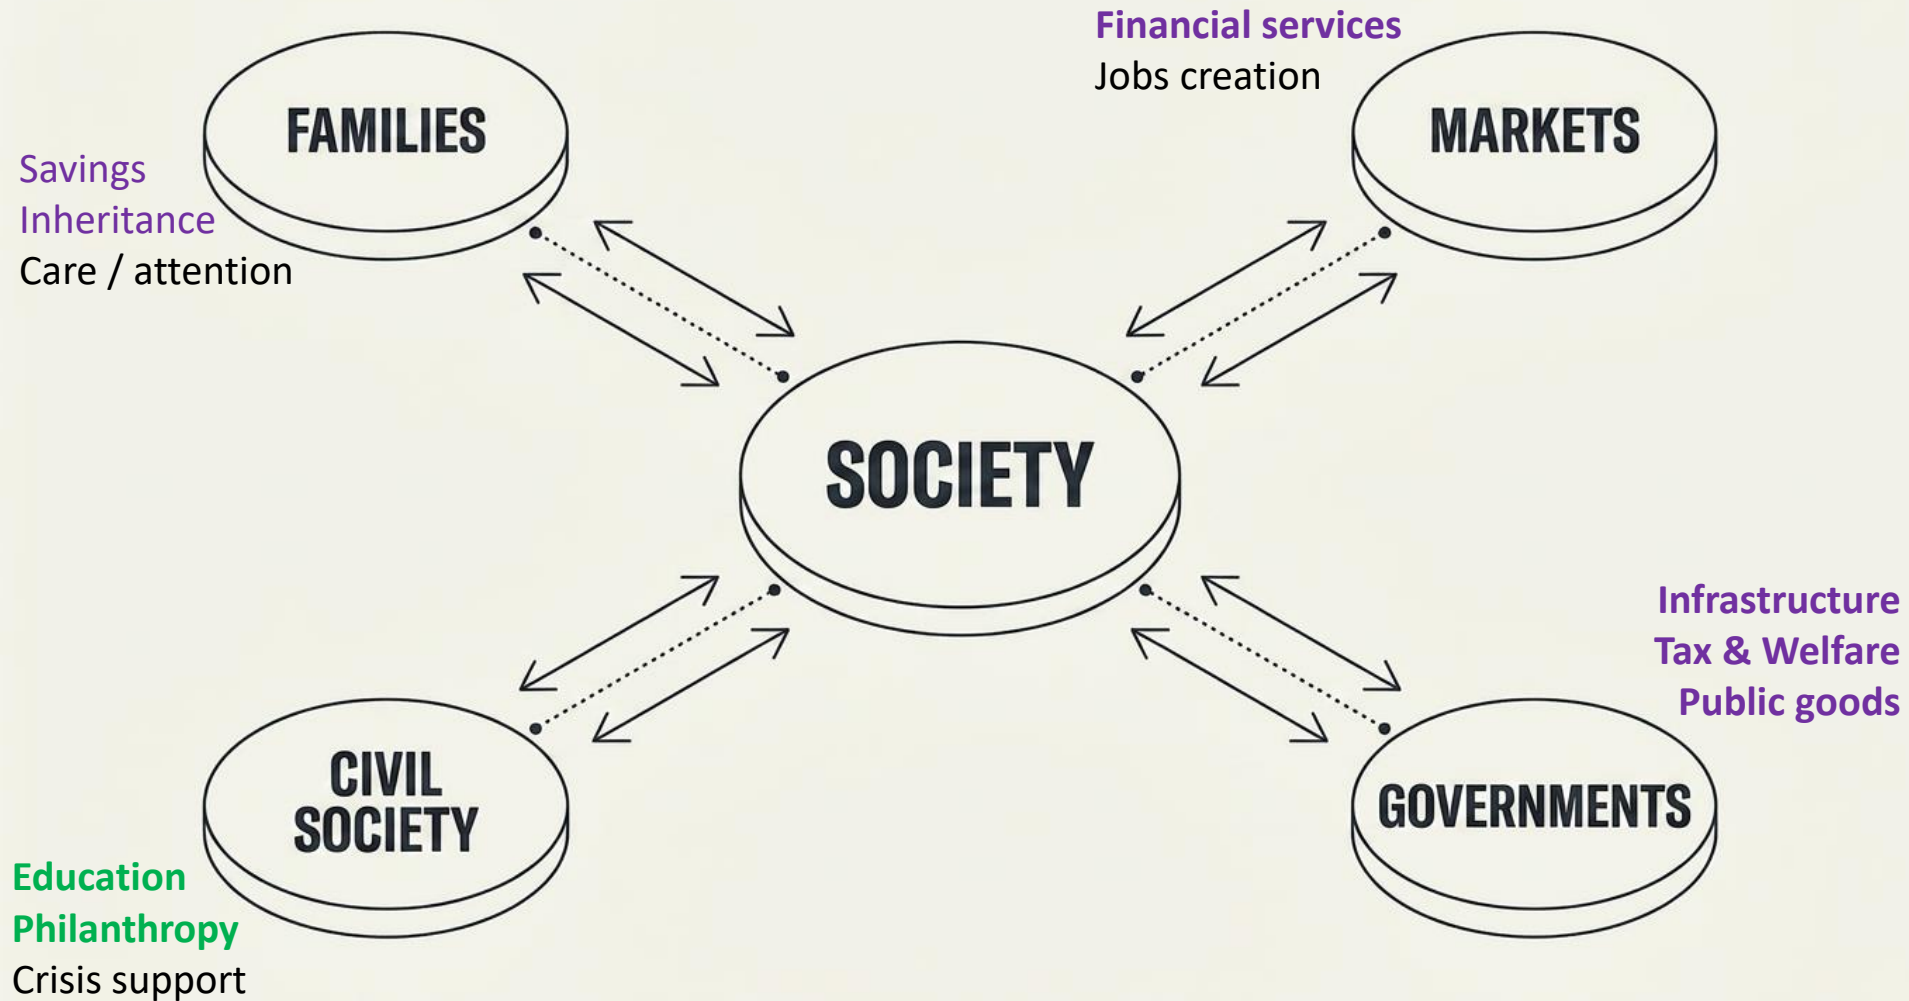 Financial services
Jobs creation
FAMILIES
MARKETS
Savings
Inheritance
Care / attention
SOCIETY
Infrastructure
Tax & Welfare
Public goods
CIVIL
SOCIETY
GOVERNMENTS
Education
Philanthropy
Crisis support